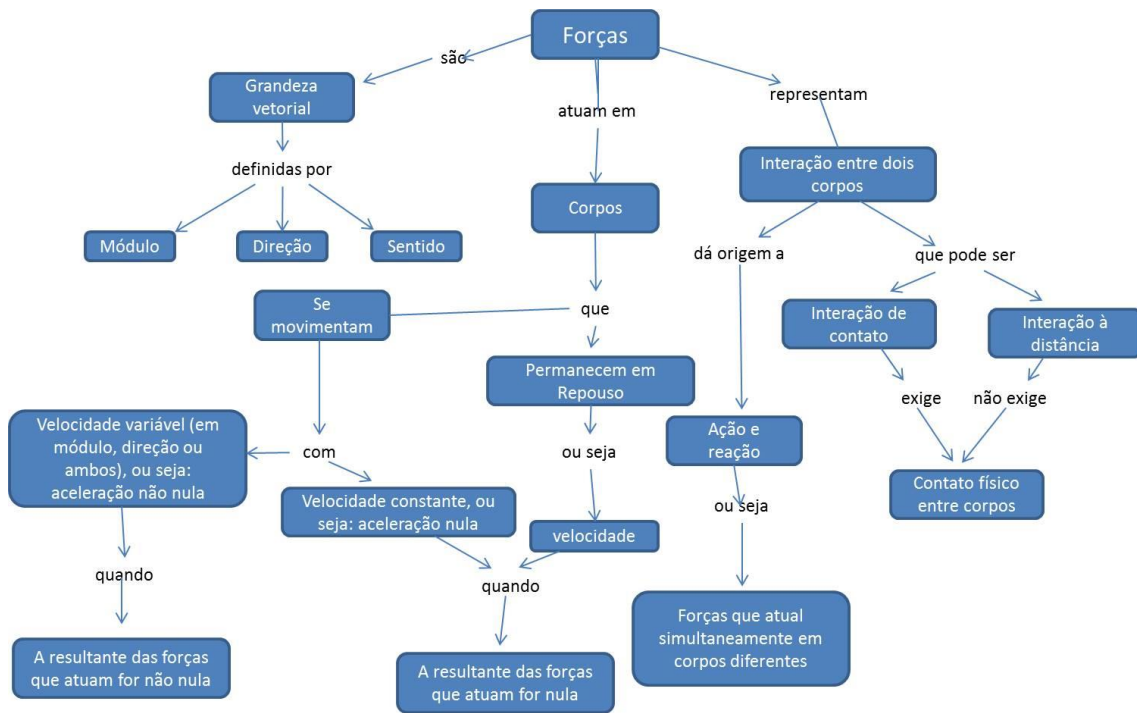 Forças
são
Grandeza
vetorial
definidas por
Módulo
Direção
Sentido
atuam em
Corpos
que
Se
movimentam
com
Velocidade variável (em
módulo, direção ou
ambos), ou seja:
aceleração não nula
quando
A resultante das forças
que atuam for não nula
Velocidade constante, ou
seja: aceleração nula
Permanecem em
Repouso
ou seja
velocidade
quando
A resultante das forças
que atuam for nula
representam
Interação entre dois
corpos
dá origem a
Ação e
reação
ou seja
Forças que atual
simultaneamente em
corpos diferentes
que pode ser
Interação de
contato
exige
Interação à
distância
não exige
Contato físico
entre corpos